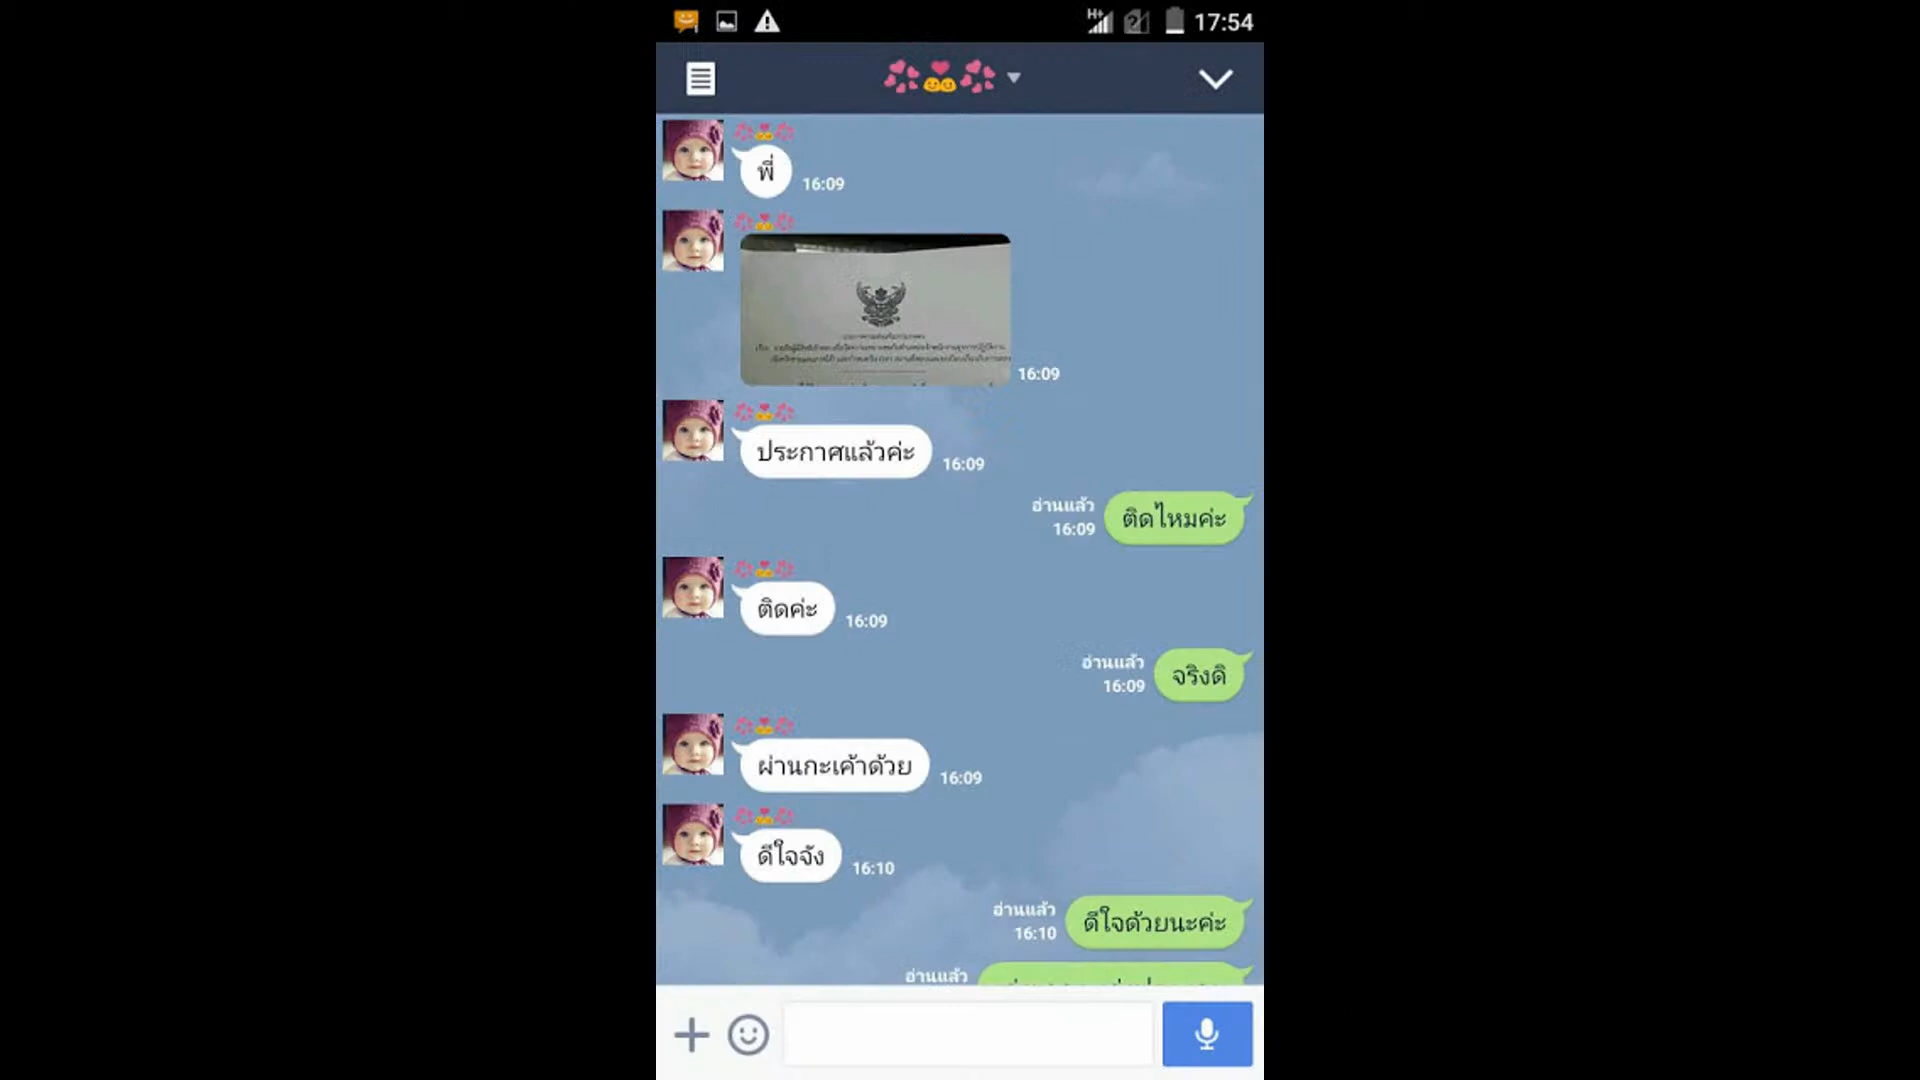 17:54
พี่
16:09
16:09
ประกาศแล้วค่ะ
16:09
อ่านแล้ว
16:09
ติดไหมค่ะ
ติดค่ะ
16:09
อ่านแล้ว
16:09
จริงดิ
ผ่านกะเค้าด้วย
16:09
ดีใจจัง
16:10
อ่านแล้ว
16:10
ดีใจด้วยนะค่ะ
อ่านแล้ว